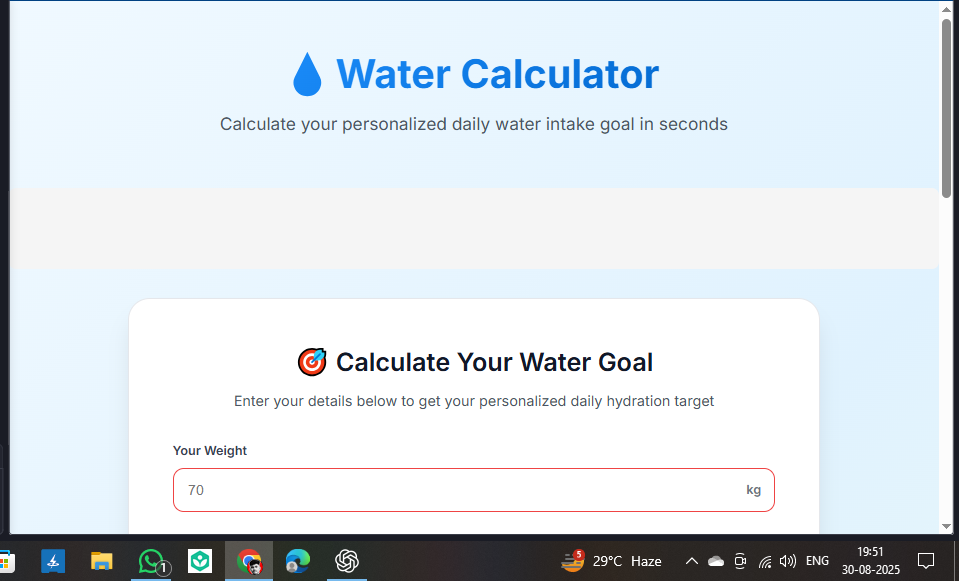 Water Calculator
Calculate your personalized daily water intake goal in seconds
Calculate Your Water Goal
Enter your details below to get your personalized daily hydration target
Your Weight
70 kg
1
5
29°C Haze
ENG
19:51
30-08-2025